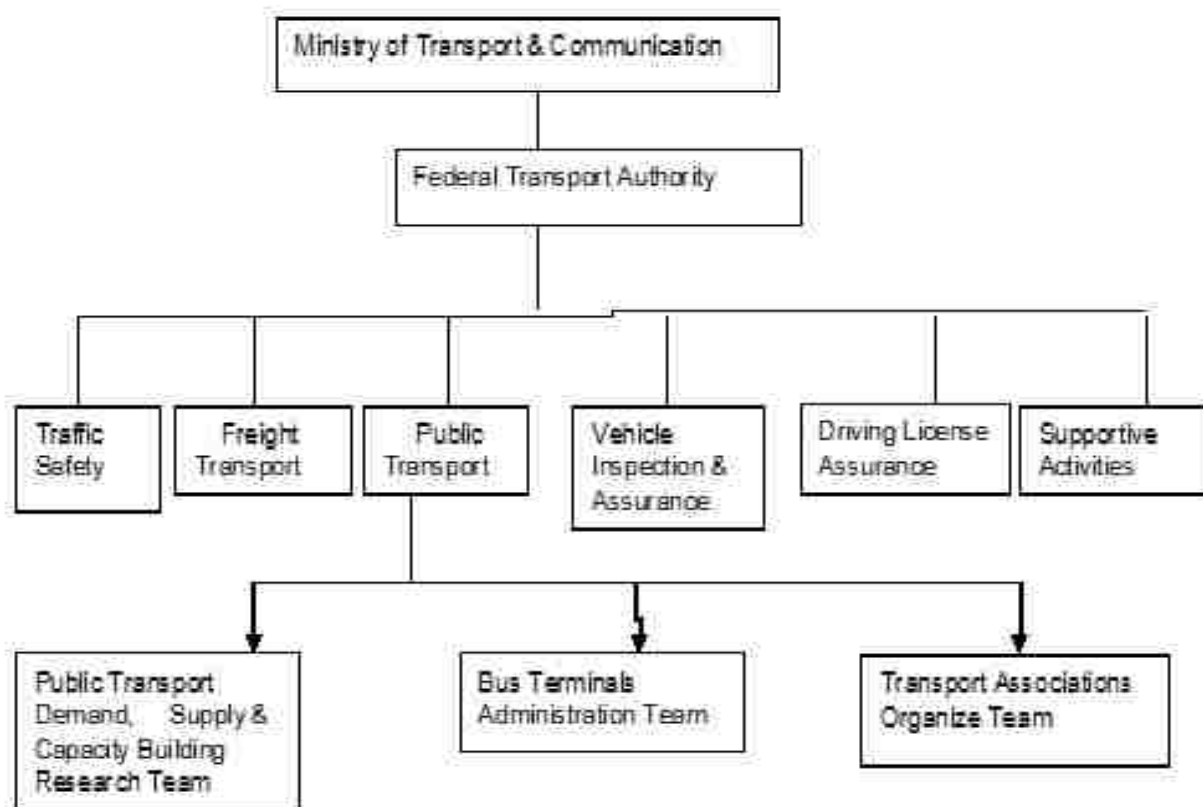 Ministry of Transport & Communication
Federal Transport Authority
Traffic
Safety
Freight
Transport
Public
Transport
Vehicle
Inspection &
Assurance
Driving License
Assurance
Supportive
Activities
Public Transport
Demand, Supply &
Capacity Building
Research Team
Bus Terminals
Administration Team
Transport Associations
Organize Team